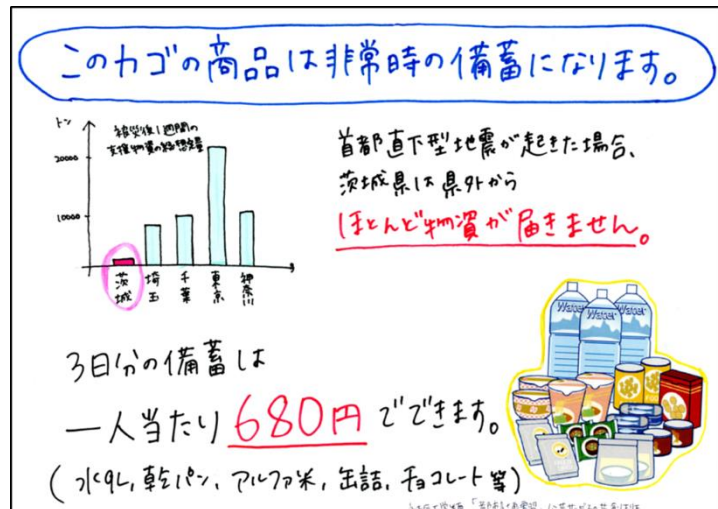 このカゴの商品は非常時の備蓄になります。
トン
被災後1週間の
支援物資の総想定量
20000
10000
茨城
埼玉
千葉
東京
神奈川
首都直下型地震が起きた場合、
茨城県は県外から
ほとんど物資が届きません。
Water
Water
3日分の備蓄は
一人当たり680円でできます。
(水9L, 乾パン, アルファ米, 缶詰, チョコレート等)